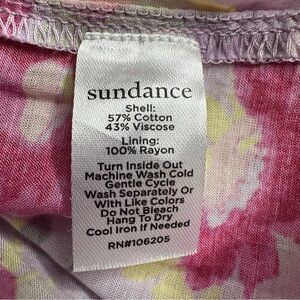 sundance
Shell:
57% Cotton
43% Viscose
Lining:
100% Rayon
Turn Inside Out
Machine Wash Cold
Gentle Cycle
Wash Separately Or
With Like Colors
Do Not Bleach
Hang To Dry
Cool Iron If Needed
RN#106205